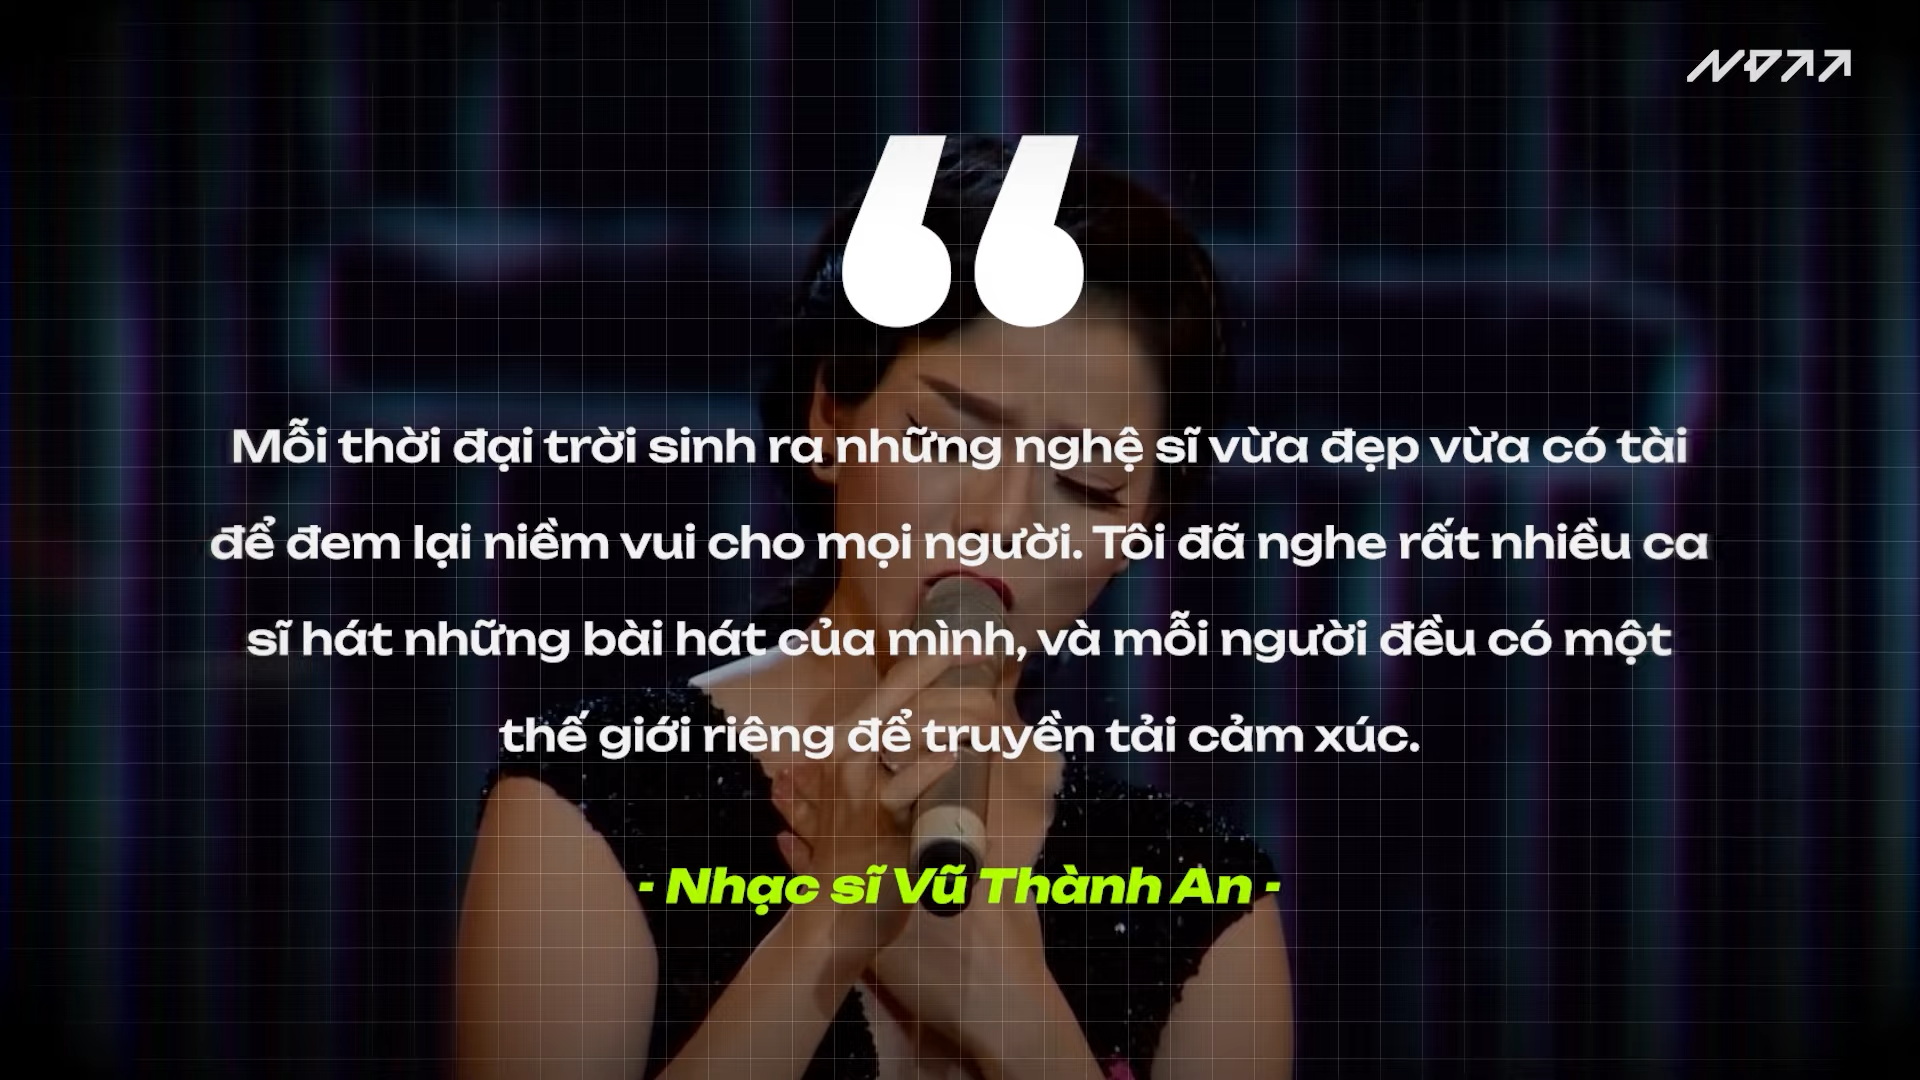 “
Mỗi thời đại trời sinh ra những nghệ sĩ vừa đẹp vừa có tài
để đem lại niềm vui cho mọi người. Tôi đã nghe rất nhiều ca
sĩ hát những bài hát của mình, và mỗi người đều có một
thế giới riêng để truyền tải cảm xúc.
- Nhạc sĩ Vũ Thành An -